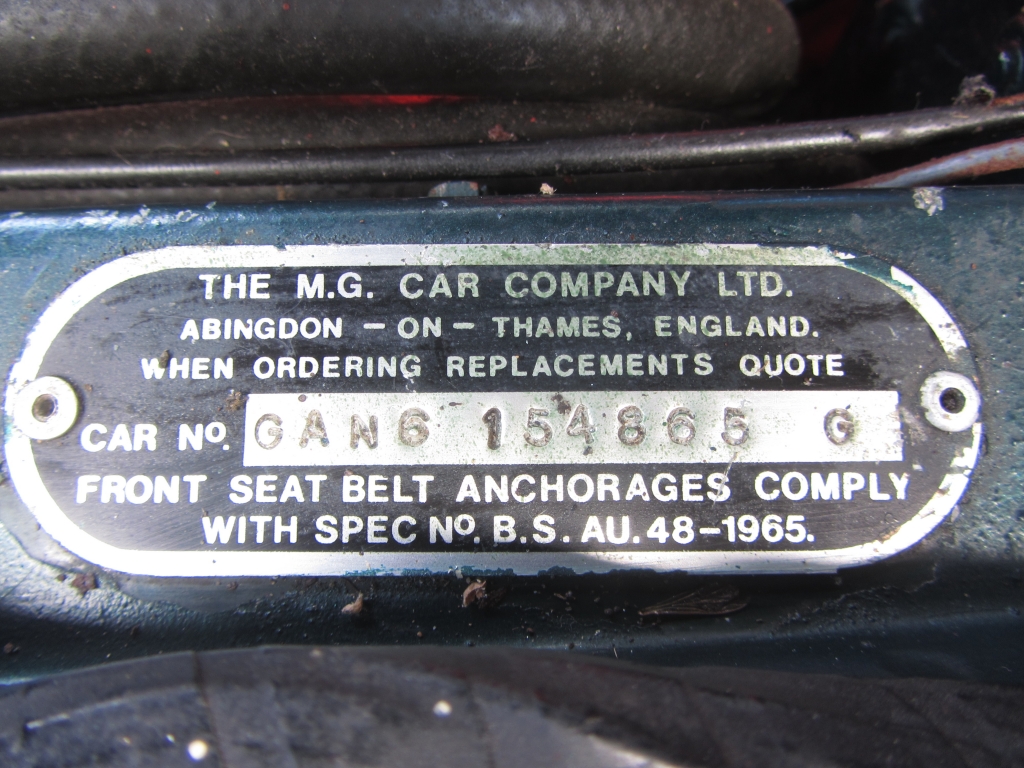 THE M.G. CAR COMPANY LTD.
ABINGDON - ON - THAMES, ENGLAND.
WHEN ORDERING REPLACEMENTS QUOTE
CAR No. GAN6 154865 G
FRONT SEAT BELT ANCHORAGES COMPLY
WITH SPEC No. B.S. AU. 48-1965.